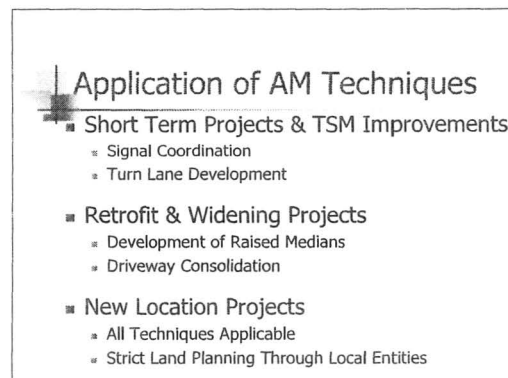 Application of AM Techniques
Short Term Projects & TSM Improvements
Signal Coordination
Turn Lane Development
Retrofit & Widening Projects
Development of Raised Medians
Driveway Consolidation
New Location Projects
All Techniques Applicable
Strict Land Planning Through Local Entities